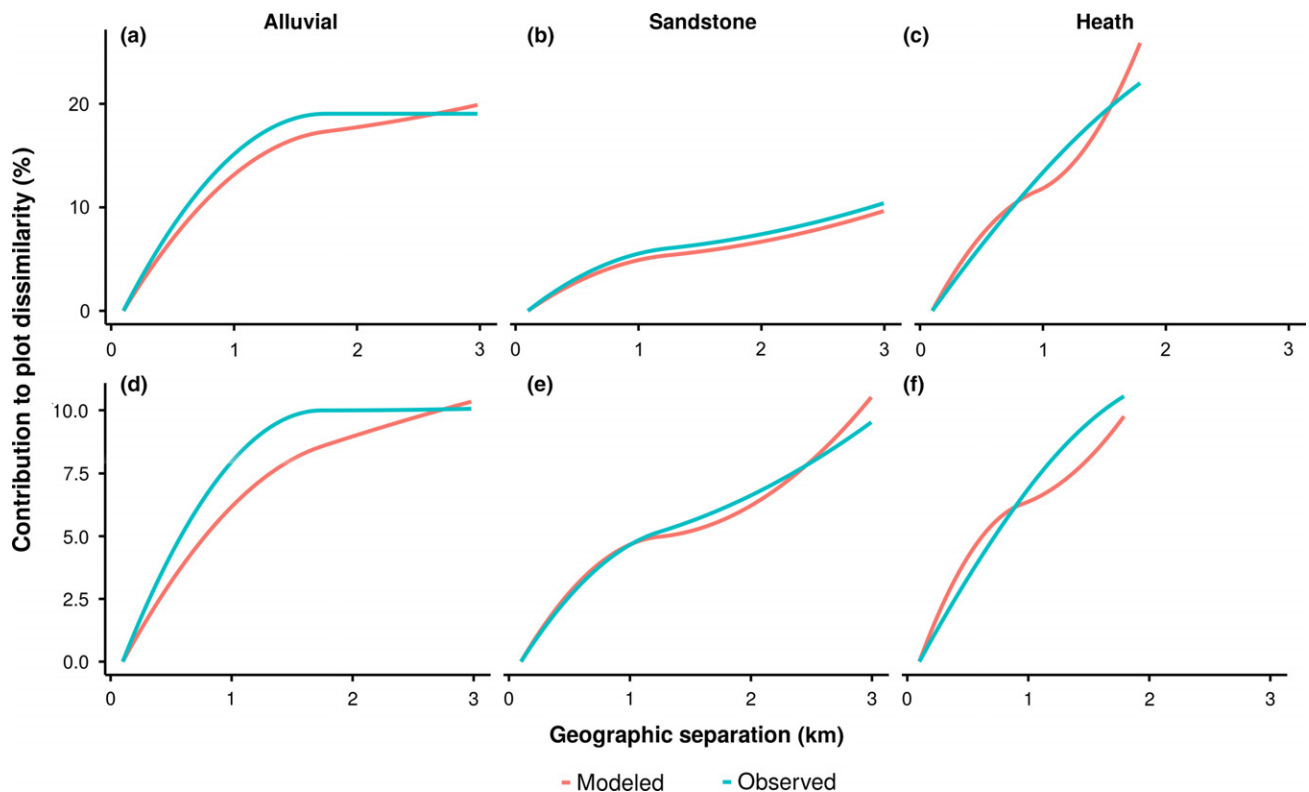 Alluvial Sandstone Heath
(a) (b) (c)
20
10
0
0 1 2 3 0 1 2 3 0 1 2 3
(d) (e) (f)
10.0
7.5
5.0
2.5
0.0
0 1 2 3 0 1 2 3 0 1 2 3
Contribution to plot dissimilarity (%)
Geographic separation (km)
Modeled Observed